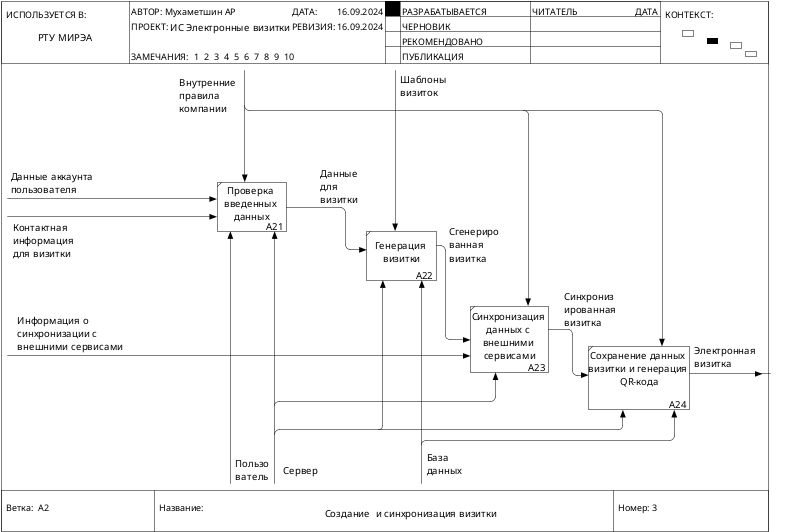 ИСПОЛЬЗУЕТСЯ В:
РТУ МИРЭА
АВТОР: Мухаметшин АР
ДАТА: 16.09.2024
ПРОЕКТ: ИС Электронные визитки
РЕВИЗИЯ: 16.09.2024
ЗАМЕЧАНИЯ: 1 2 3 4 5 6 7 8 9 10
РАЗРАБАТЫВАЕТСЯ
ЧЕРНОВИК
РЕКОМЕНДОВАНО
ПУБЛИКАЦИЯ
ЧИТАТЕЛЬ ДАТА
КОНТЕКСТ:
Внутренние
правила
компании
Шаблоны
визиток
Данные аккаунта
пользователя
Контактная
информация
для визитки
Проверка
введенных
данных
A21
Данные
для
визитки
Генерация
визитки
A22
Сгенериро
ванная
визитка
Информация о
синхронизации с
внешними сервисами
Синхронизация
данных с
внешними
сервисами
A23
Синхрониз
ированная
визитка
Сохранение данных
визитки и генерация
QR-кода
A24
Электронная
визитка
Пользо
ватель
Сервер
База
данных
Ветка: A2
Название:
Создание и синхронизация визитки
Номер: 3